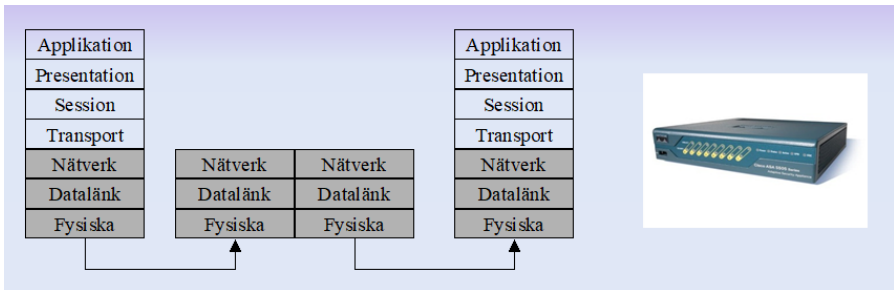 Applikation
Presentation
Session
Transport
Nätverk
Datalänk
Fysiska
Nätverk
Nätverk
Datalänk
Datalänk
Fysiska
Fysiska
Applikation
Presentation
Session
Transport
Nätverk
Datalänk
Fysiska